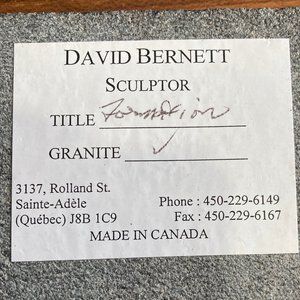 DAVID BERNETT
SCULPTOR
TITLE Formation
GRANITE ✓
3137, Rolland St.
Sainte-Adèle
(Québec) J8B 1C9
Phone : 450-229-6149
Fax : 450-229-6167
MADE IN CANADA